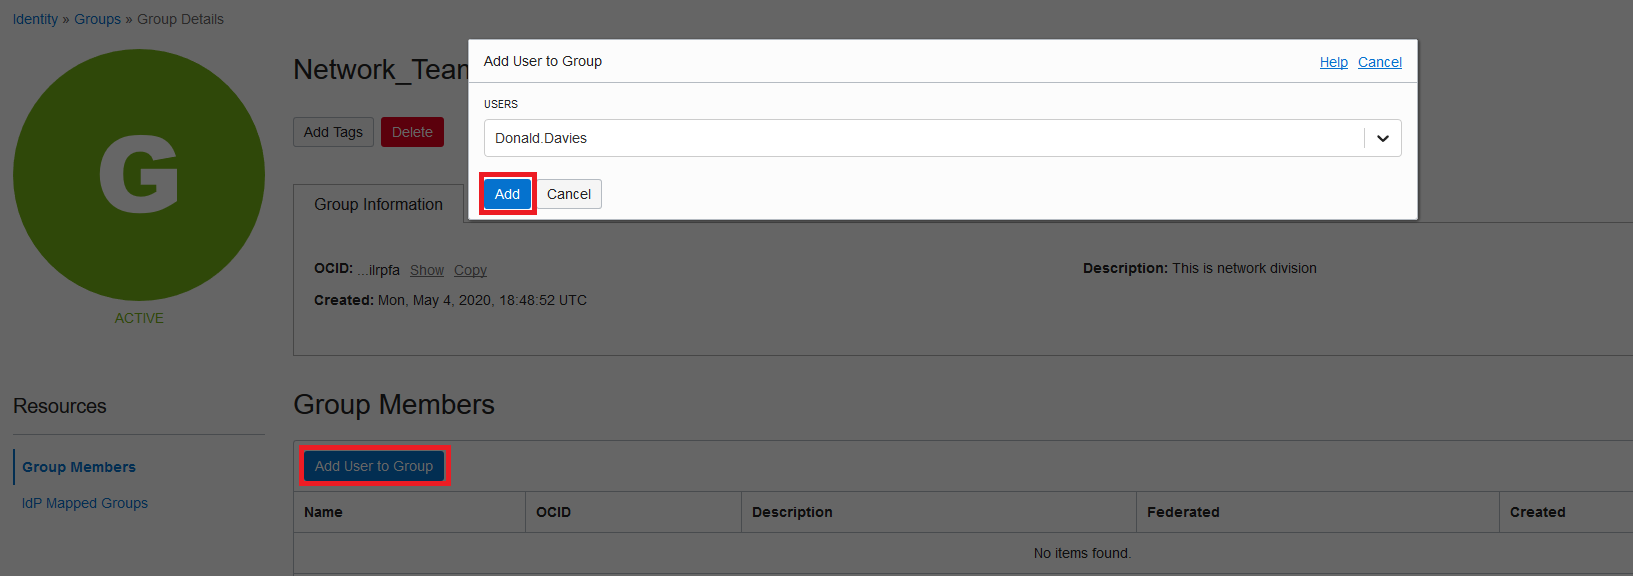 Identity » Groups » Group Details
Network_Team
Add User to Group
Help Cancel
USERS
Donald.Davies
Add Cancel
Add Tags Delete
G
ACTIVE
Group Information
OCID: ...ilrpfa Show Copy
Description: This is network division
Created: Mon, May 4, 2020, 18:48:52 UTC
Resources
Group Members
IdP Mapped Groups
Group Members
Add User to Group
Name OCID Description Federated Created
No items found.